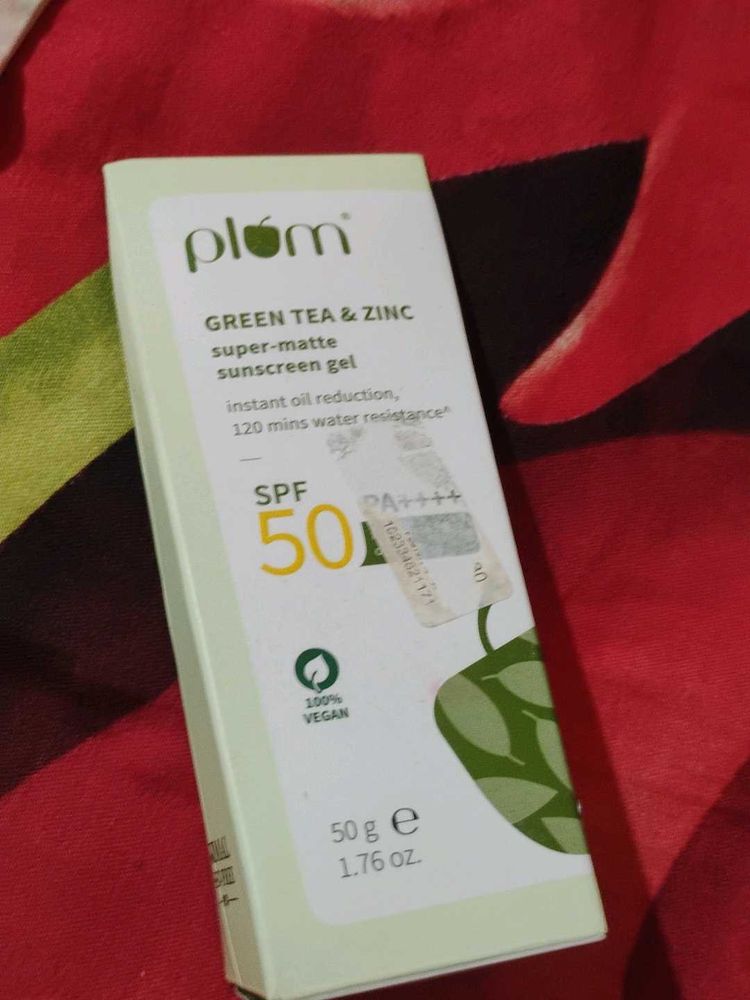 plum®
GREEN TEA & ZINC
super-matte
sunscreen gel
instant oil reduction,
120 mins water resistance^
SPF
50
PA++++
100%
VEGAN
50 g ℮
1.76 oz.